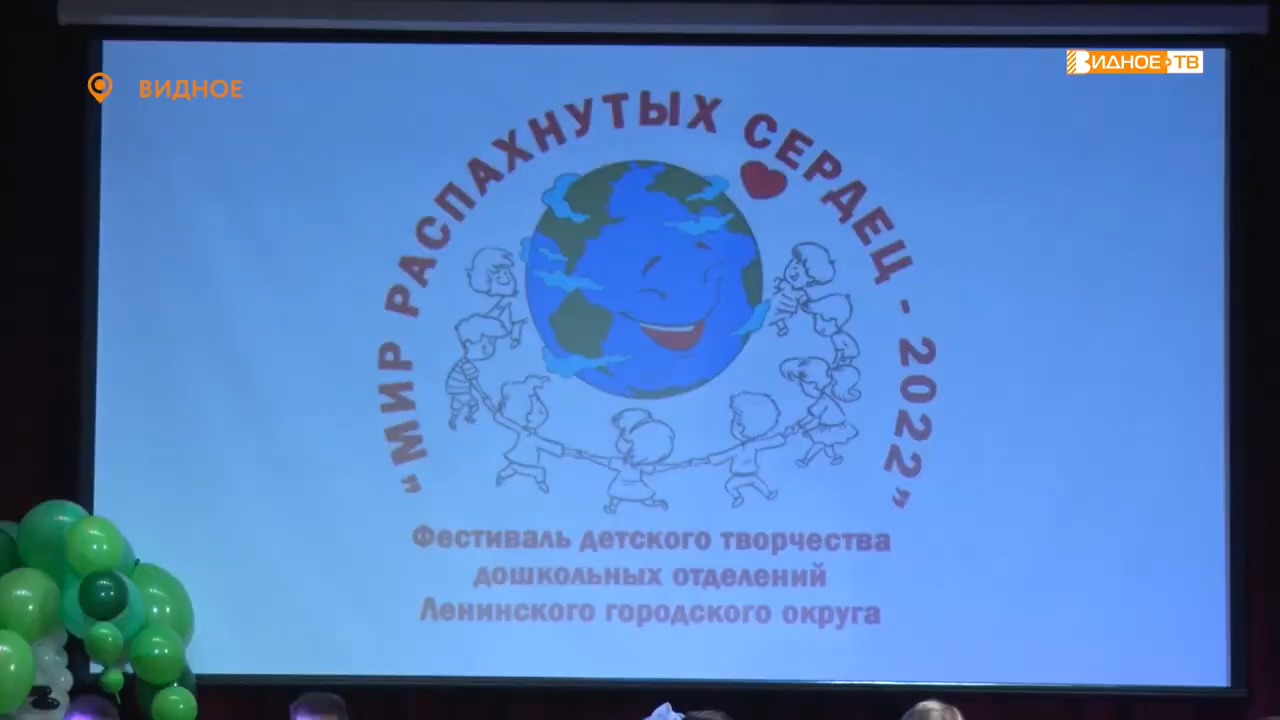 ВИДНОЕ
ВИДНОЕ ТВ
“МИР РАСПАХНУТЫХ СЕРДЕЦ - 2022”
Фестиваль детского творчества
дошкольных отделений
Ленинского городского округа